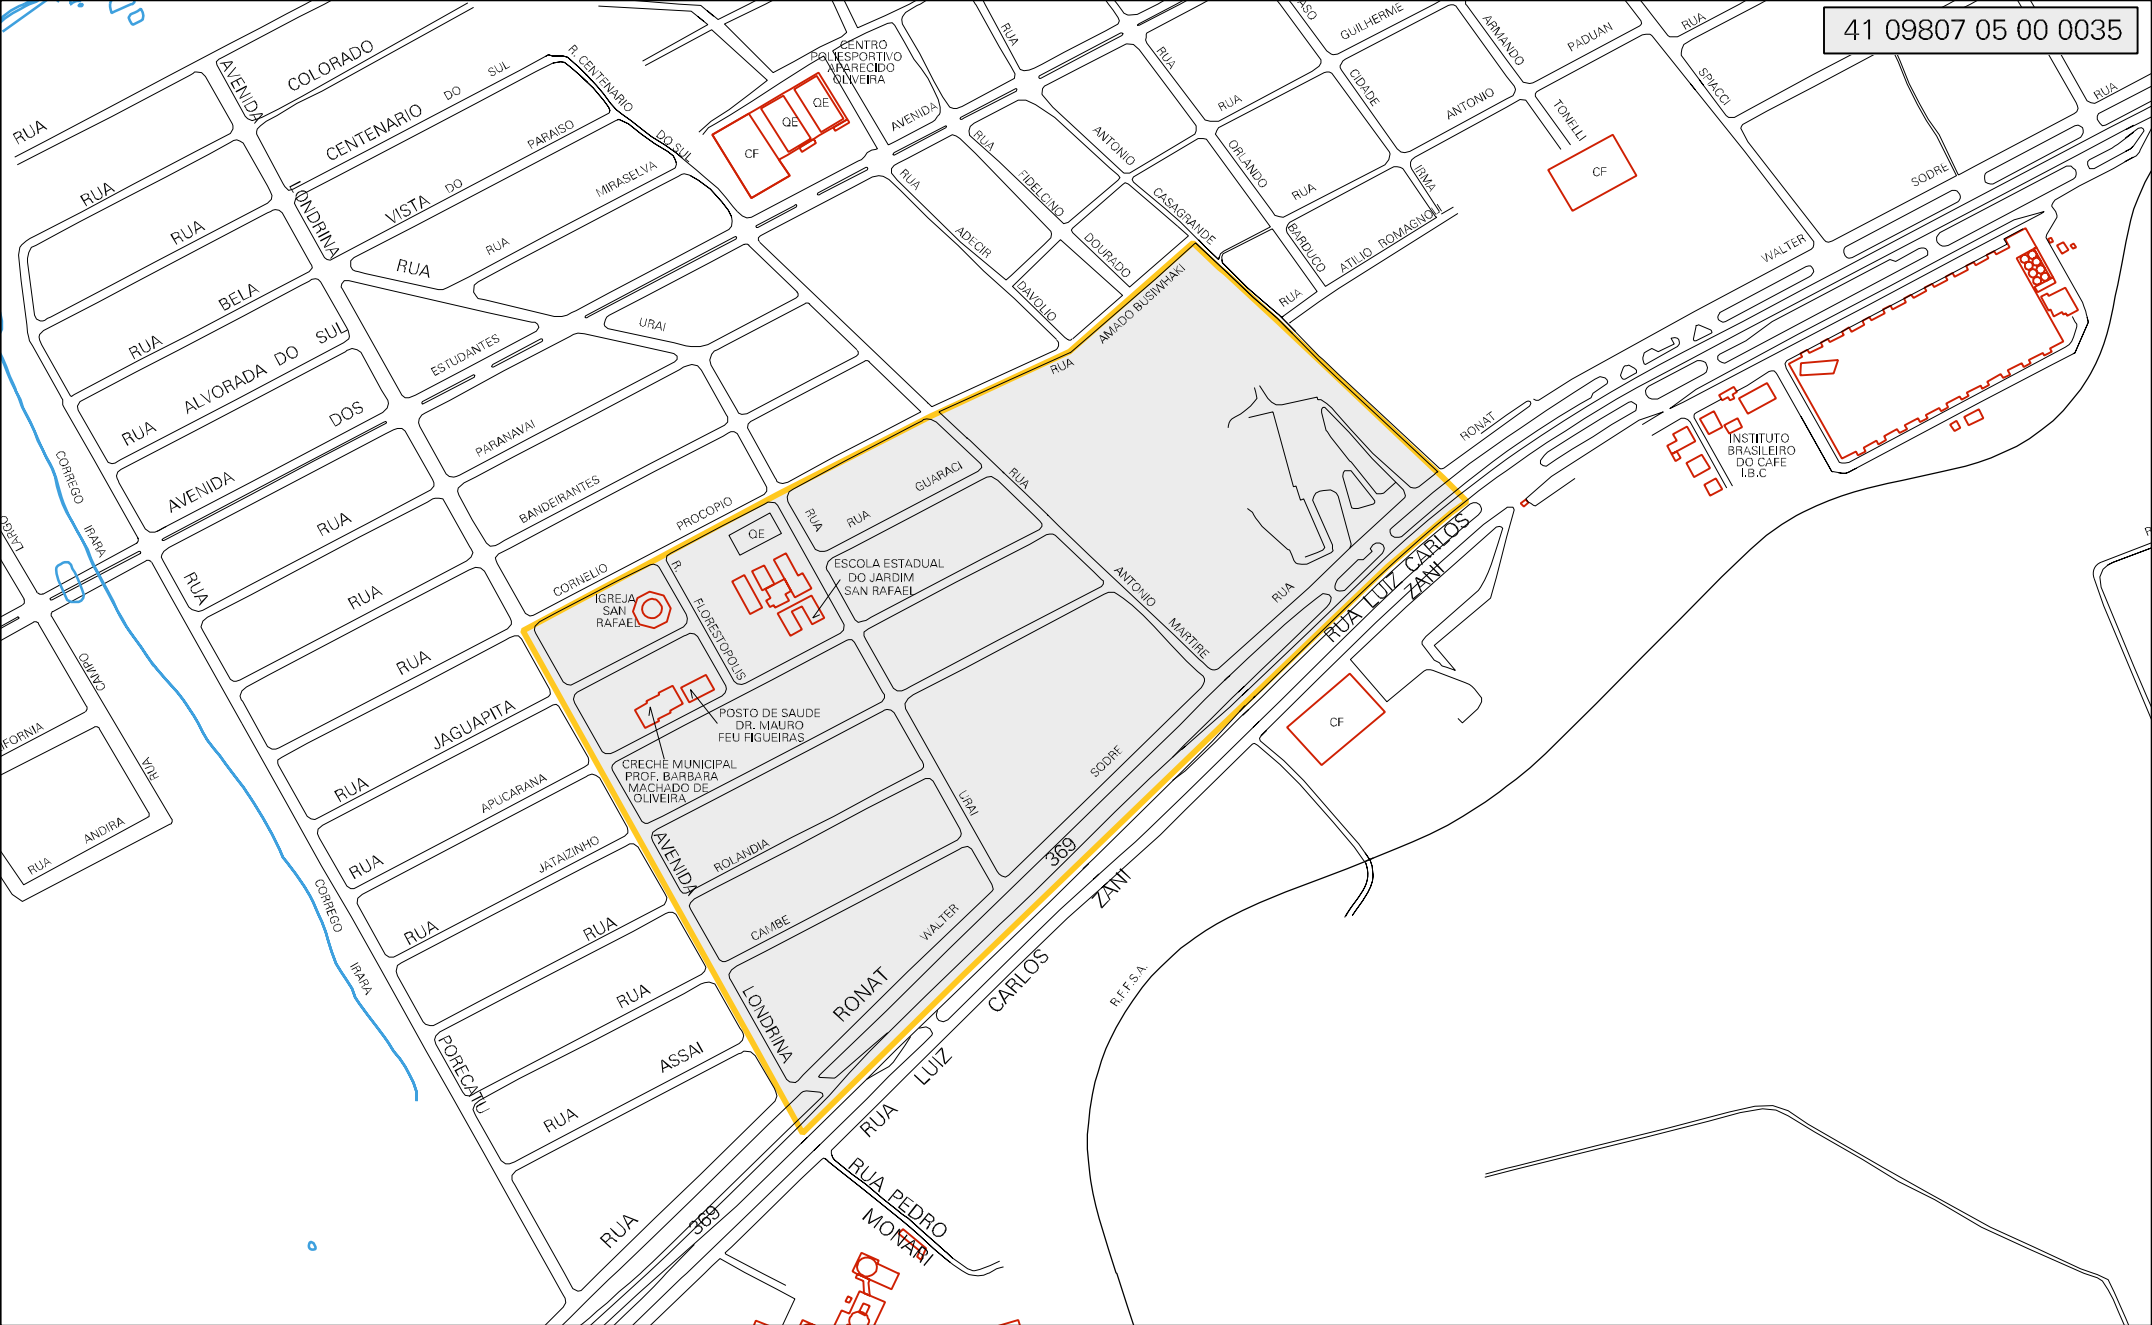 41 09807 05 00 0035
CENTRO
POLIESPORTIVO
APARECIDO
OLIVEIRA
RUA
COLORADO
AVENIDA
LONDRINA
CENTENARIO
DO
SUL
R. CENTENARIO
DO SUL
RUA
VISTA
DO
PARAISO
RUA
MIRASELVA
RUA
BELA
RUA
URAI
RUA
ALVORADA DO SUL
ESTUDANTES
RUA
AVENIDA
DOS
PARANAVAI
RUA
BANDEIRANTES
RUA
CORNELIO
PROCOPIO
RUA
JAGUAPITA
RUA
APUCARANA
RUA
JATAIZINHO
RUA
RUA
RUA
ASSAI
RUA
RUA
PORECATU
RUA
CORREGO
IRARA
CORREGO
IRARA
LARGO
CAMPO
RUA
IFORNIA
RUA
ANDIRA
CF
QE
QE
AVENIDA
RUA
RUA
FIDELCINO
RUA
ADECIR
DAVOLIO
DOURADO
ANTONIO
CASAGRANDE
RUA
RUA
ORLANDO
BARDUCO
RUA
RUA
ASO
GUILHERME
CIDADE
IRMA
ANTONIO
ARMANDO
TONELLI
PADUAN
RUA
SPIACCI
RUA
ATILIO ROMAGNOLI
RUA
CF
SODRE
WALTER
RONAT
RUA
AMADO BUSIWHAKI
RUA
ANTONIO
MARTIRE
RUA
GUARACI
RUA
URAI
QE
R.
FLORESTOPOLIS
IGREJA
SAN
RAFAEL
ESCOLA ESTADUAL
DO JARDIM
SAN RAFAEL
POSTO DE SAUDE
DR. MAURO
FEU FIGUEIRAS
CRECHE MUNICIPAL
PROF. BARBARA
MACHADO DE
OLIVEIRA
AVENIDA
LONDRINA
ROLANDIA
CAMBE
RUA
SODRE
WALTER
RONAT
369
369
RUA LUIZ CARLOS
ZANI
RUA
LUIZ
CARLOS
ZANI
CF
R.F.F.S.A.
RUA PEDRO
MONARI
INSTITUTO
BRASILEIRO
DO CAFE
I.B.C